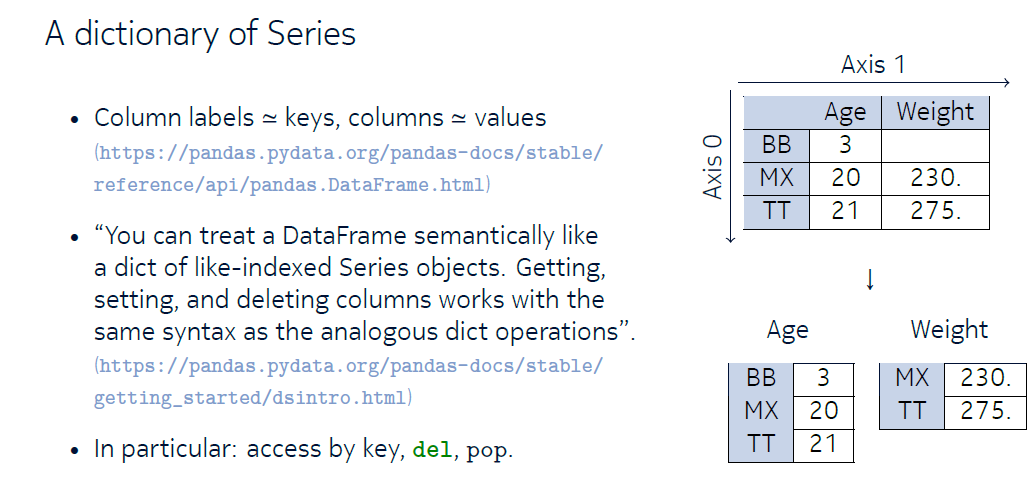 A dictionary of Series
• Column labels ≃ keys, columns ≃ values
(https://pandas.pydata.org/pandas-docs/stable/
reference/api/pandas.DataFrame.html)
• “You can treat a DataFrame semantically like
a dict of like-indexed Series objects. Getting,
setting, and deleting columns works with the
same syntax as the analogous dict operations”.
(https://pandas.pydata.org/pandas-docs/stable/
getting_started/dsintro.html)
• In particular: access by key, del, pop.
Axis 1
Axis 0
Age Weight
BB 3
MX 20 230.
TT 21 275.
↓
Age
BB 3
MX 20
TT 21
Weight
MX 230.
TT 275.